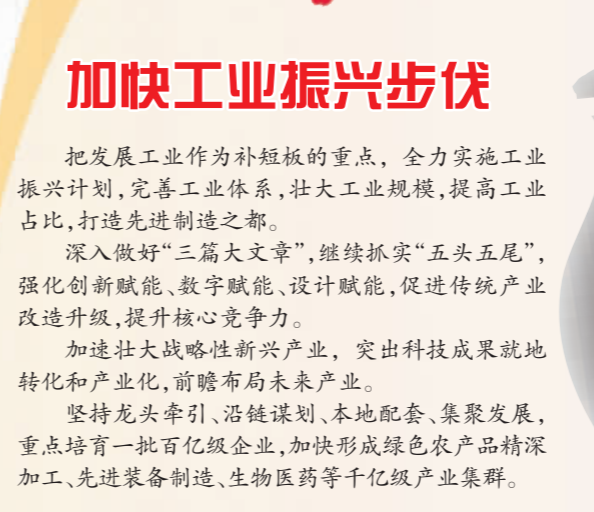 加快工业振兴步伐
把发展工业作为补短板的重点，全力实施工业
振兴计划，完善工业体系，壮大工业规模，提高工业
占比，打造先进制造之都。
深入做好“三篇大文章”，继续抓实“五头五尾”，
强化创新赋能、数字赋能、设计赋能，促进传统产业
改造升级，提升核心竞争力。
加速壮大战略性新兴产业，突出科技成果就地
转化和产业化，前瞻布局未来产业。
坚持龙头牵引、沿链谋划、本地配套、集聚发展，
重点培育一批百亿级企业，加快形成绿色农产品精深
加工、先进装备制造、生物医药等千亿级产业集群。